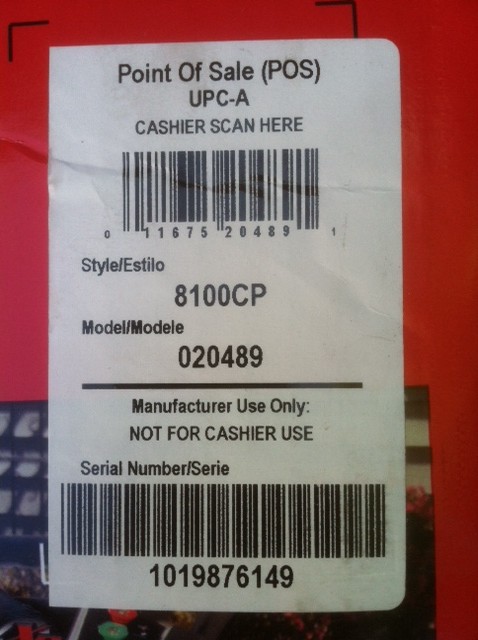 Point Of Sale (POS)
UPC-A
CASHIER SCAN HERE
0 11675 20489 1
Style/Estilo
8100CP
Model/Modele
020489
Manufacturer Use Only:
NOT FOR CASHIER USE
Serial Number/Serie
1019876149